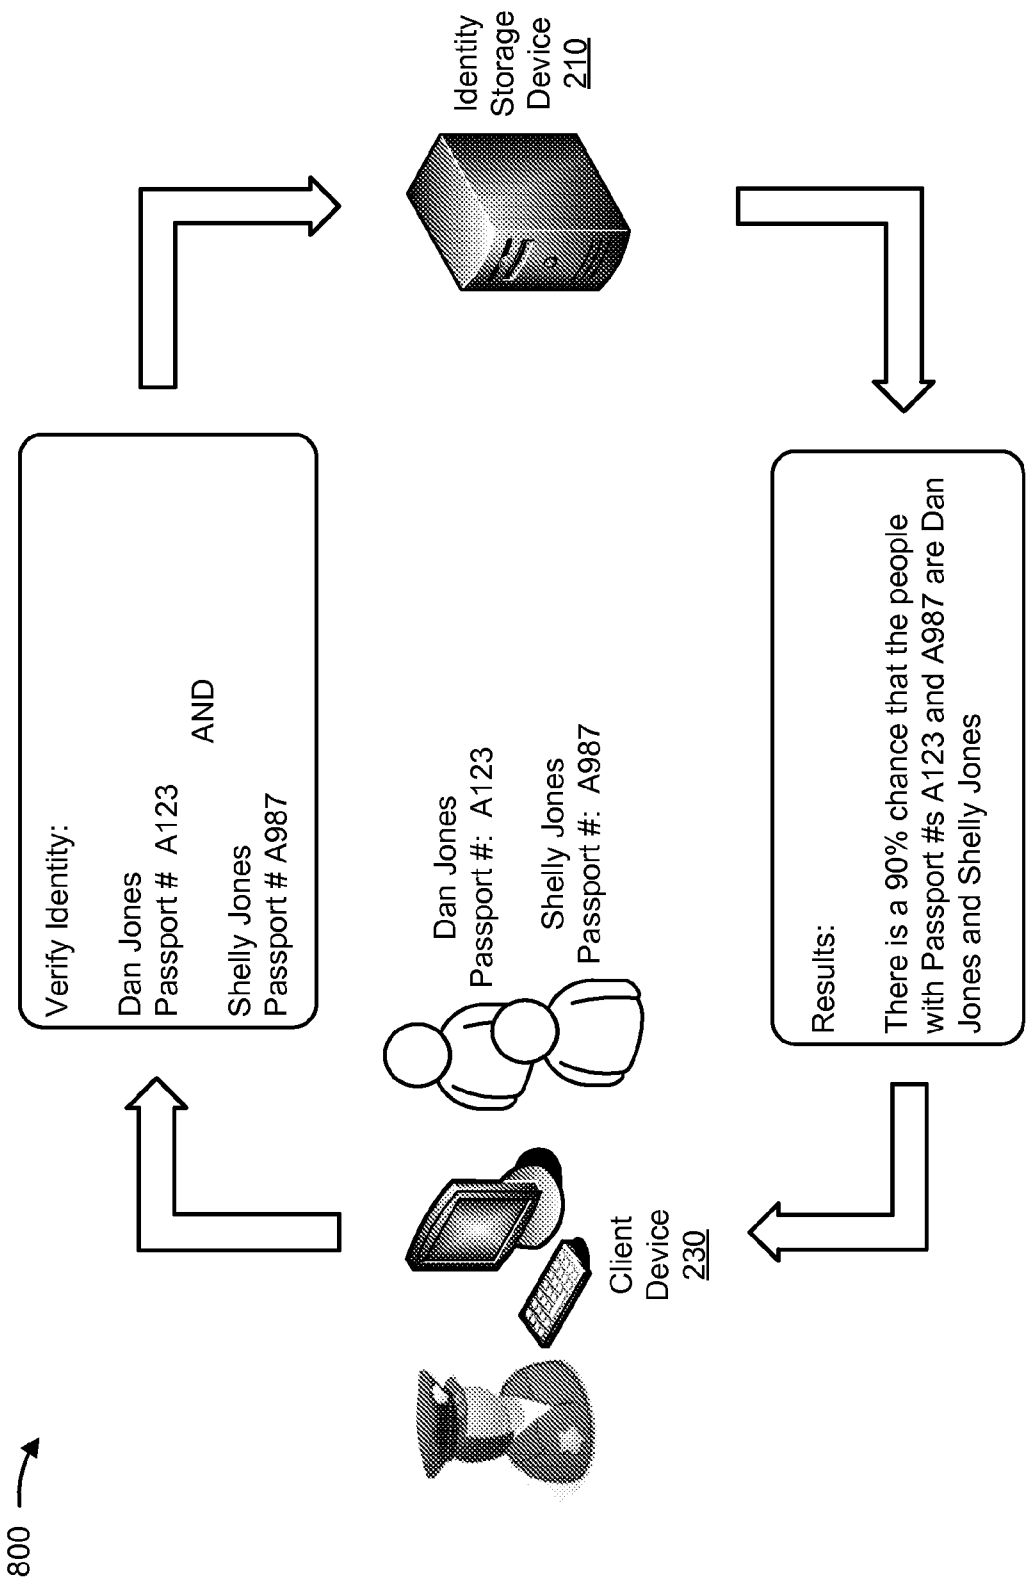 800
Verify Identity:
Dan Jones
Passport # A123
AND
Shelly Jones
Passport # A987
Dan Jones
Passport #: A123
Shelly Jones
Passport #: A987
Client
Device
230
Identity
Storage
Device
210
Results:
There is a 90% chance that the people
with Passport #s A123 and A987 are Dan
Jones and Shelly Jones